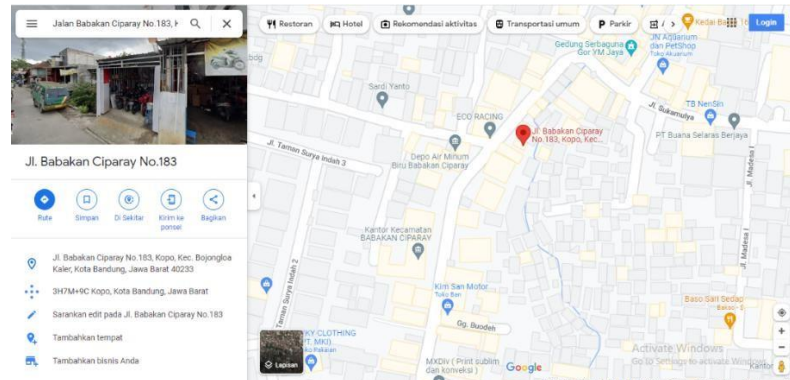 Jalan Babakan Ciparay No.183, K
Restoran
Hotel
Rekomendasi aktivitas
Transportasi umum
Parkir
Login
Jl. Babakan Ciparay No.183
Rute
Simpan
Di Sekitar
Kirim ke
ponsel
Bagikan
Jl. Babakan Ciparay No.183, Kopo, Kec. Bojongloa
Kaler, Kota Bandung, Jawa Barat 40233
3H7M+9C Kopo, Kota Bandung, Jawa Barat
Sarankan edit pada Jl. Babakan Ciparay No.183
Tambahkan tempat
Tambahkan bisnis Anda
Gedung Serbaguna
Gor YM Jaya
JN Aquarium
dan PetShop
Toko Akuarium
Sardi Yanto
ECO RACING
TB NenSin
Jl. Sukamulya
PT Buana Selaras Berjaya
Jl. Babakan Ciparay
No.183, Kopo, Kec...
Jl. Taman Surya Indah 3
Depo Air Minum
Biru Babakan Ciparay
Jl. Madesa I
Kantor Kecamatan
BABAKAN CIPARAY
Jl. Madesa I
Taman Surya Indah 2
Kim San Motor
Toko Ban
Baso Sari Sedap
Gg. Buodeh
KY CLOTHING
PT. MKI)
Lapisan
MXDiv ( Print sublim
dan konveksi )
Google
Activate Windows
Go to Settings to activate Windows.
Kantor